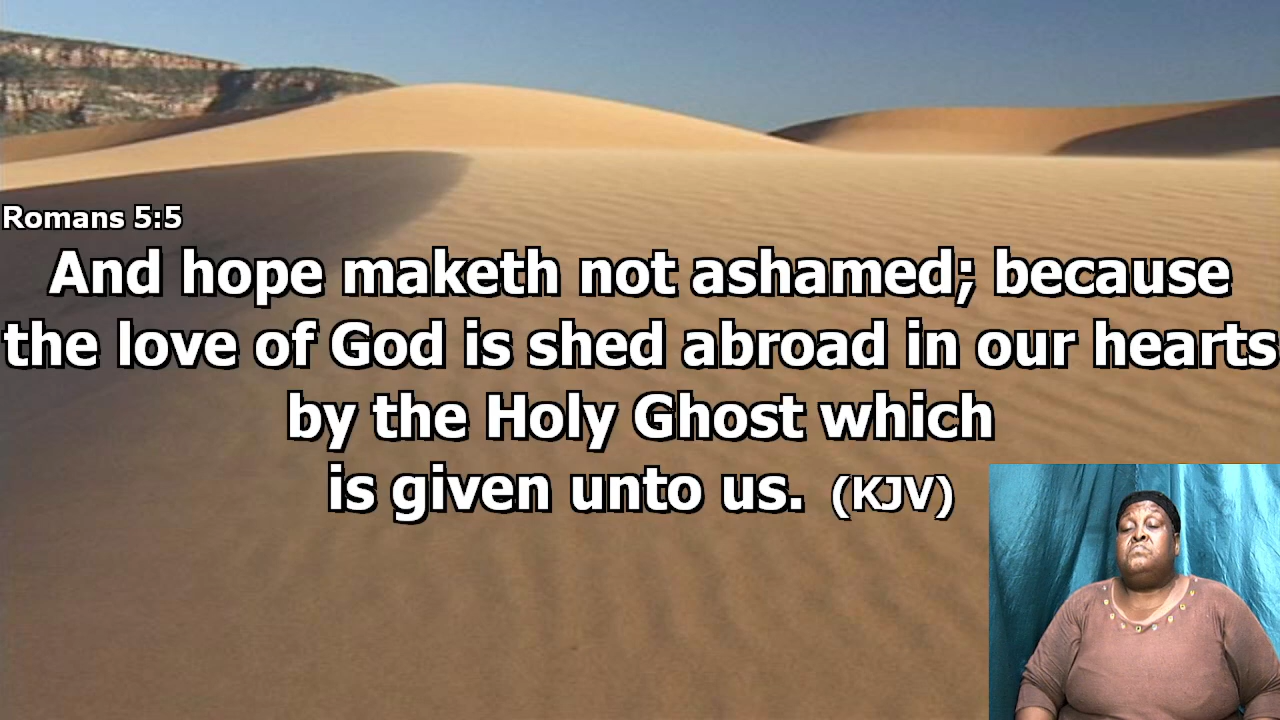 Romans 5:5
And hope maketh not ashamed; because
the love of God is shed abroad in our hearts
by the Holy Ghost which
is given unto us. (KJV)